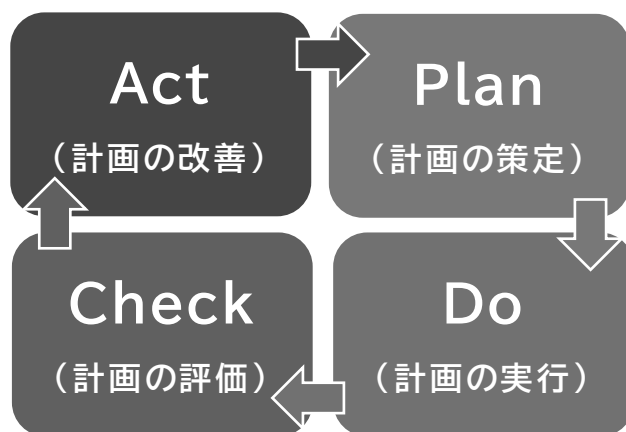 Act
（計画の改善）
Plan
（計画の策定）
Check
（計画の評価）
Do
（計画の実行）